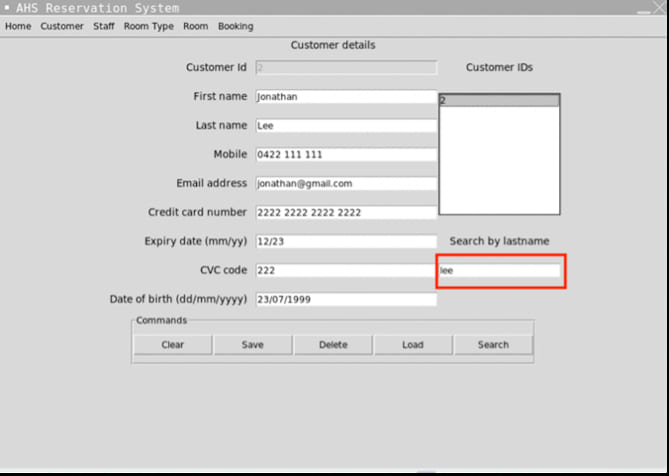 AHS Reservation System
Home Customer Staff Room Type Room Booking
Customer details
Customer Id 2 Customer IDs
First name Jonathan 2
Last name Lee
Mobile 0422 111 111
Email address jonathan@gmail.com
Credit card number 2222 2222 2222 2222
Expiry date (mm/yy) 12/23 Search by lastname
CVC code 222 lee
Date of birth (dd/mm/yyyy) 23/07/1999
Commands
Clear Save Delete Load Search